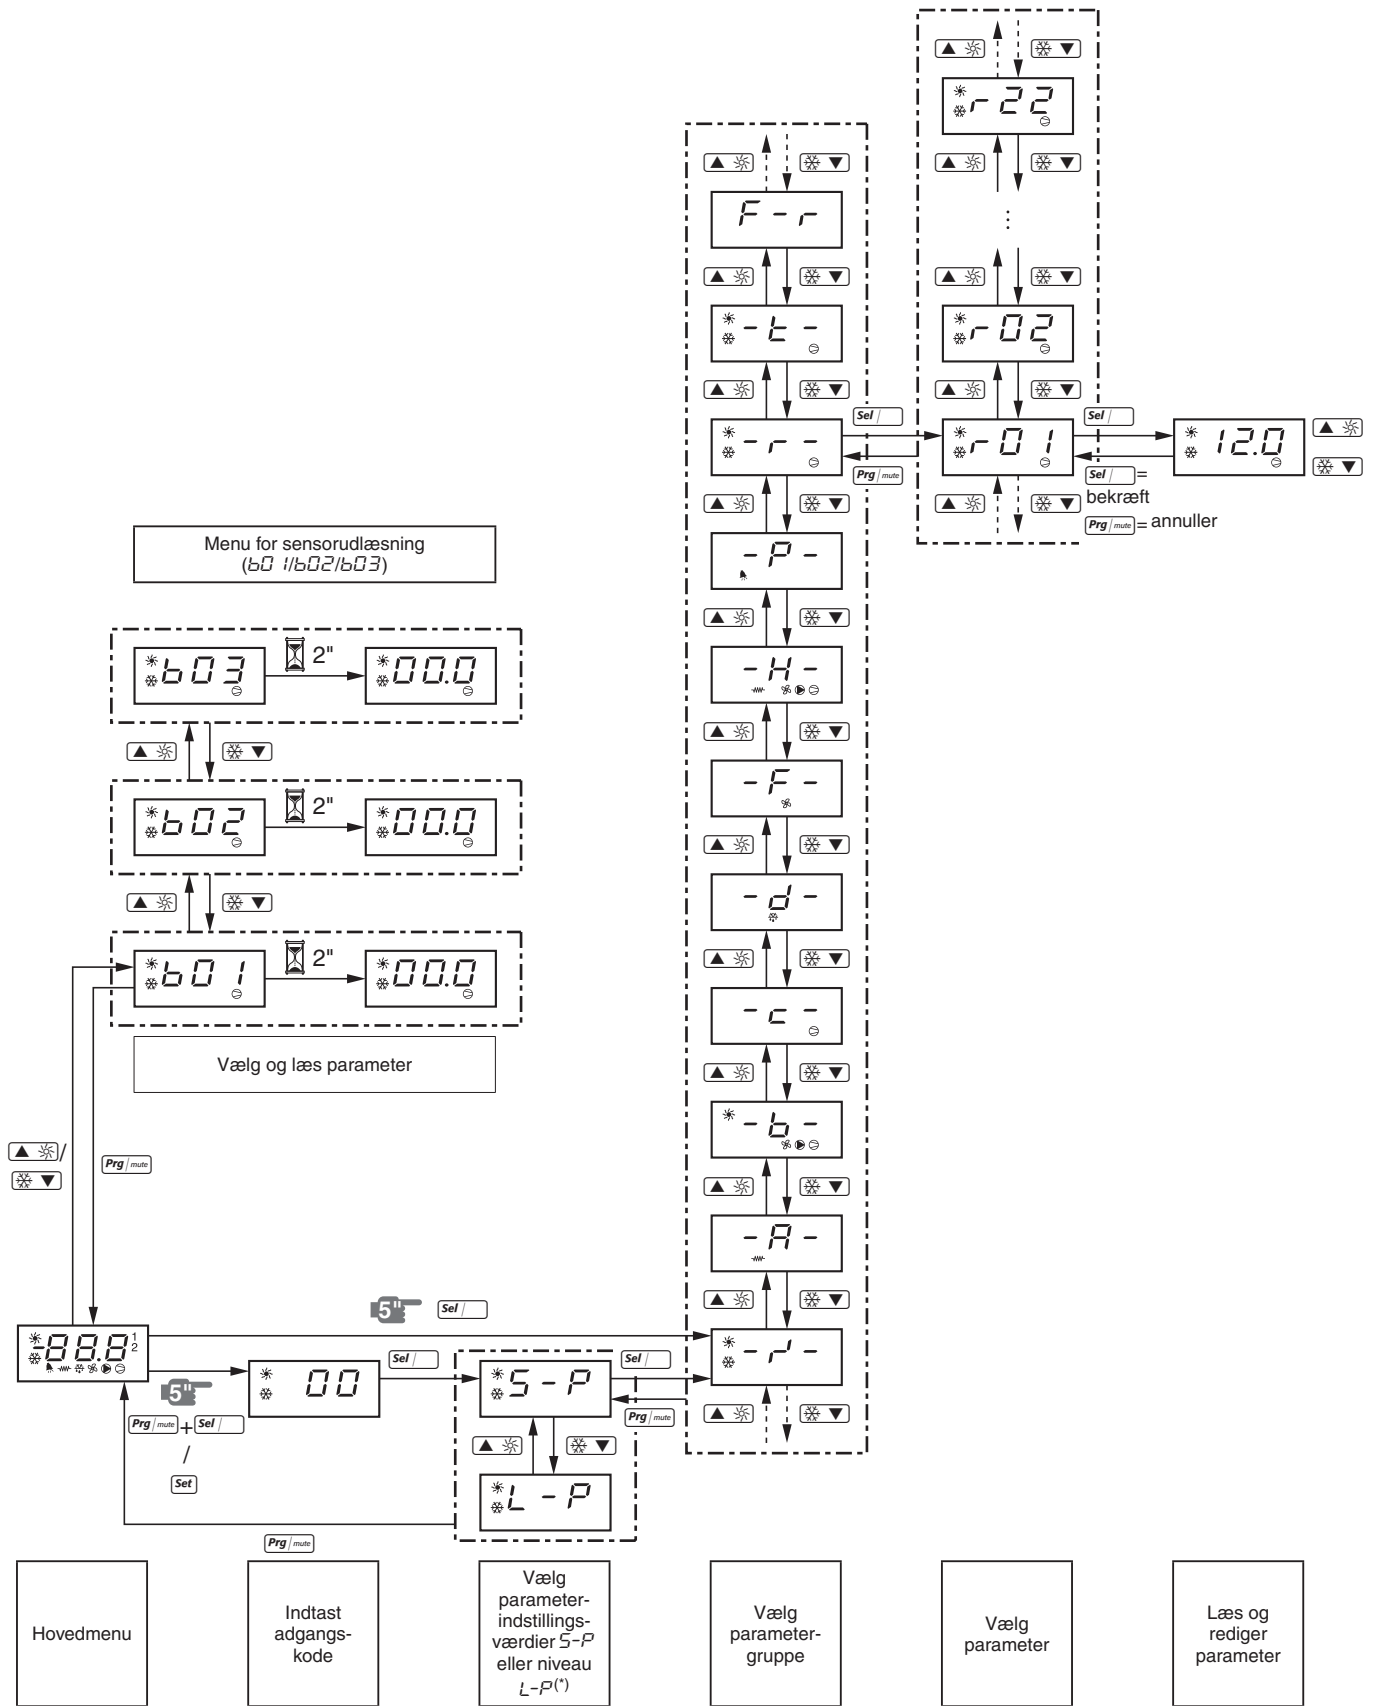 r22
F-r
r02
-t-
Sel
Sel
-r-
r01
12.0
Prg/mute
Sel =
bekræft
Prg/mute = annuller
-P-
Menu for sensorudlæsning
(b01/b02/b03)
-H-
b03
2"
00.0
-F-
b02
2"
00.0
-d-
b01
2"
00.0
-c-
Vælg og læs parameter
-b-
/
Prg/mute
-A-
5"
Sel
-88.8 1 2
Sel
Sel
-r-
00
S-P
5"
Prg/mute + Sel
Prg/mute
/
Set
L-P
Prg/mute
Hovedmenu
Indtast
adgangs-
kode
Vælg
parameter-
indstillings-
værdier S-P
eller niveau
L-P(*)
Vælg
parameter-
gruppe
Vælg
parameter
Læs og
rediger
parameter